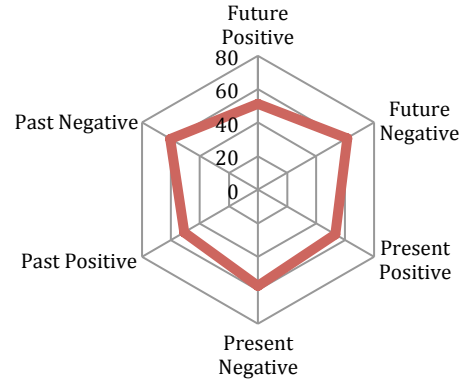 Future
Positive
80
60
40
20
0
Future
Negative
Present
Positive
Present
Negative
Past Positive
Past Negative